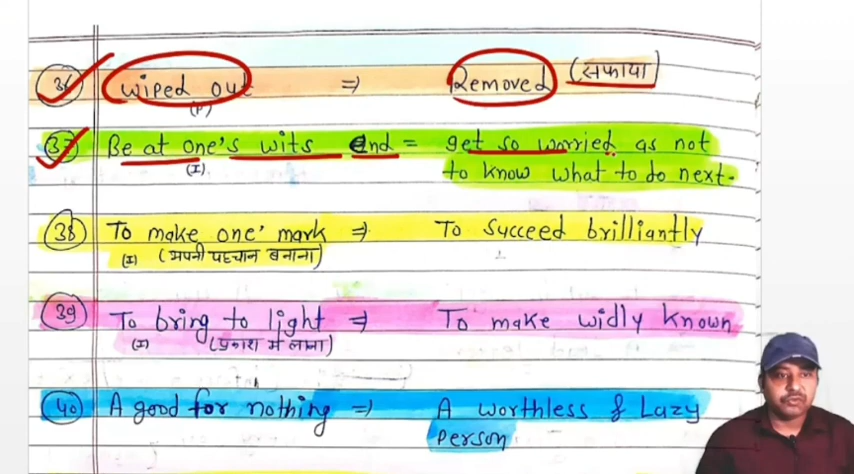 36 Wiped out ⇒ Removed (सफाया)
(P)
37 Be at one's wits end = get so worried as not
(I) to know what to do next.
38 To make one' mark ⇒ To Succeed brilliantly
(I) (अपनी पहचान बनाना)
39 To bring to light ⇒ To make widly known
(I) (प्रकाश में लाना)
40 A good for nothing ⇒ A worthless & Lazy
Person